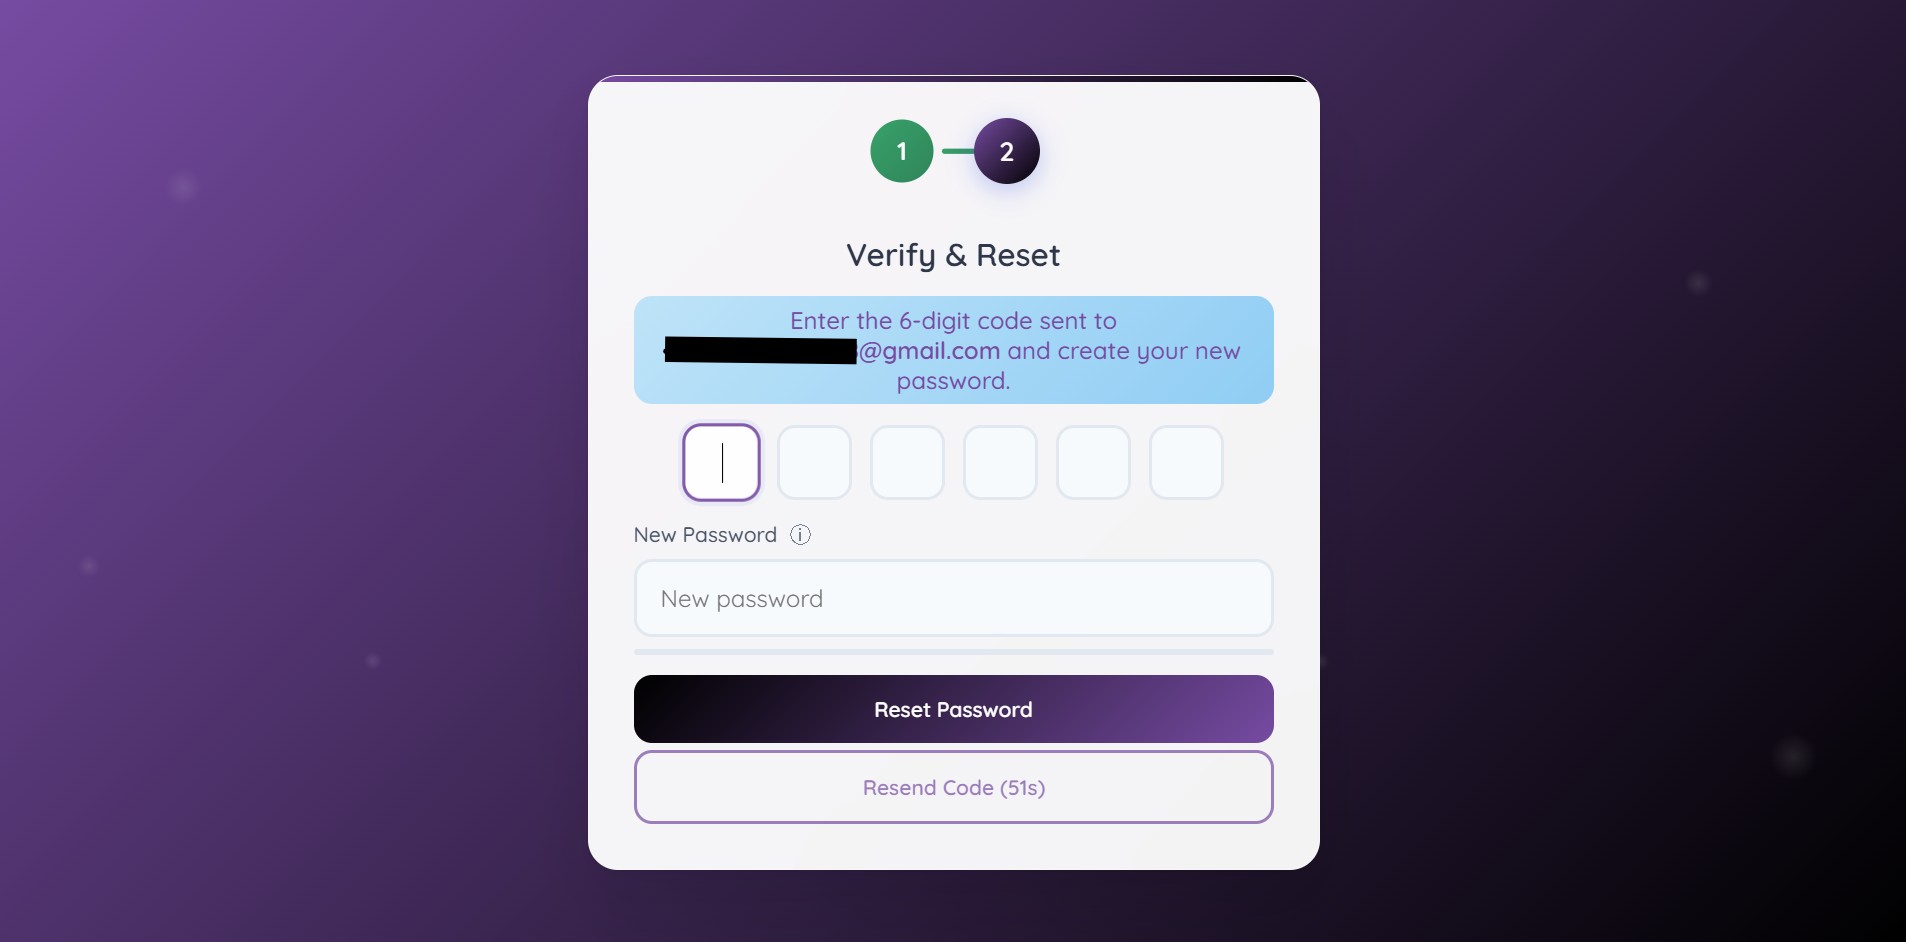 1
2
Verify & Reset
Enter the 6-digit code sent to
@gmail.com and create your new
password.
New Password ⓘ
New password
Reset Password
Resend Code (51s)